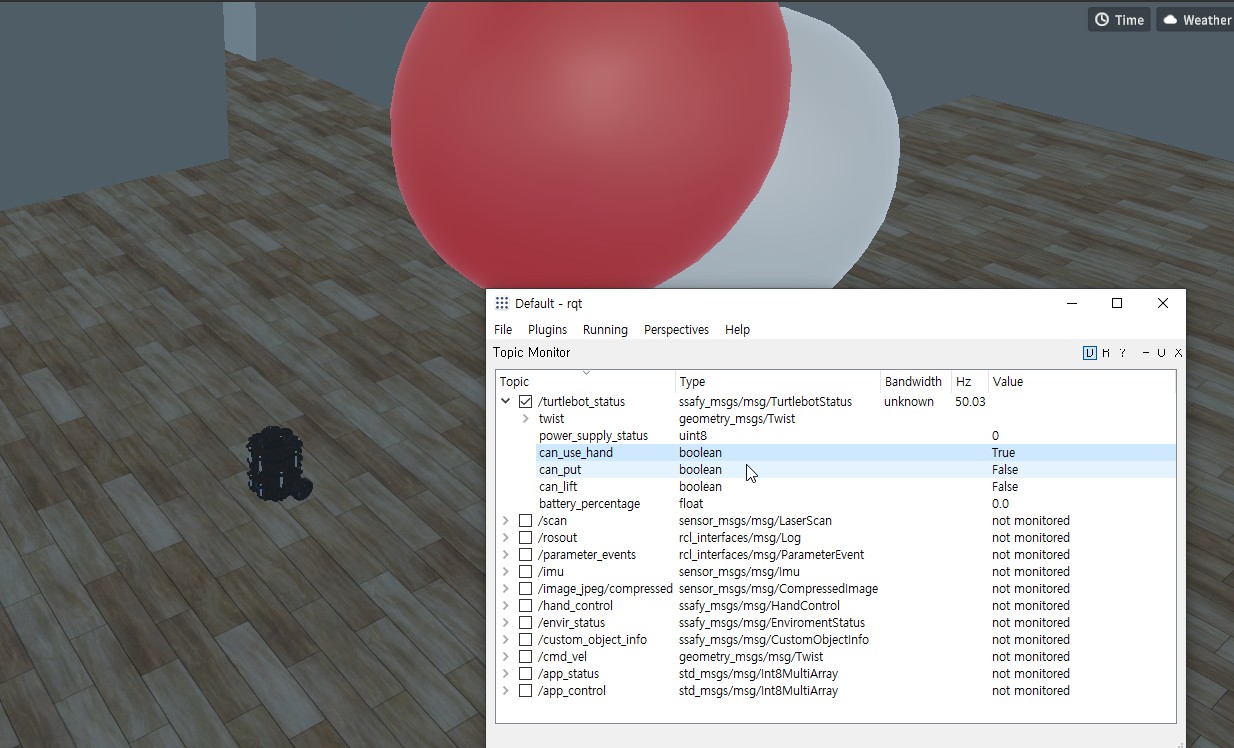 Time Weather
Default - rqt
File Plugins Running Perspectives Help
Topic Monitor D R ? - U X
Topic Type Bandwidth Hz Value
/turtlebot_status ssafy_msgs/msg/TurtlebotStatus unknown 50.03
twist geometry_msgs/Twist
power_supply_status uint8 0
can_use_hand boolean True
can_put boolean False
can_lift boolean False
battery_percentage float 0.0
/scan sensor_msgs/msg/LaserScan not monitored
/rosout rcl_interfaces/msg/Log not monitored
/parameter_events rcl_interfaces/msg/ParameterEvent not monitored
/imu sensor_msgs/msg/Imu not monitored
/image_jpeg/compressed sensor_msgs/msg/CompressedImage not monitored
/hand_control ssafy_msgs/msg/HandControl not monitored
/envir_status ssafy_msgs/msg/EnviromentStatus not monitored
/custom_object_info ssafy_msgs/msg/CustomObjectInfo not monitored
/cmd_vel geometry_msgs/msg/Twist not monitored
/app_status std_msgs/msg/Int8MultiArray not monitored
/app_control std_msgs/msg/Int8MultiArray not monitored